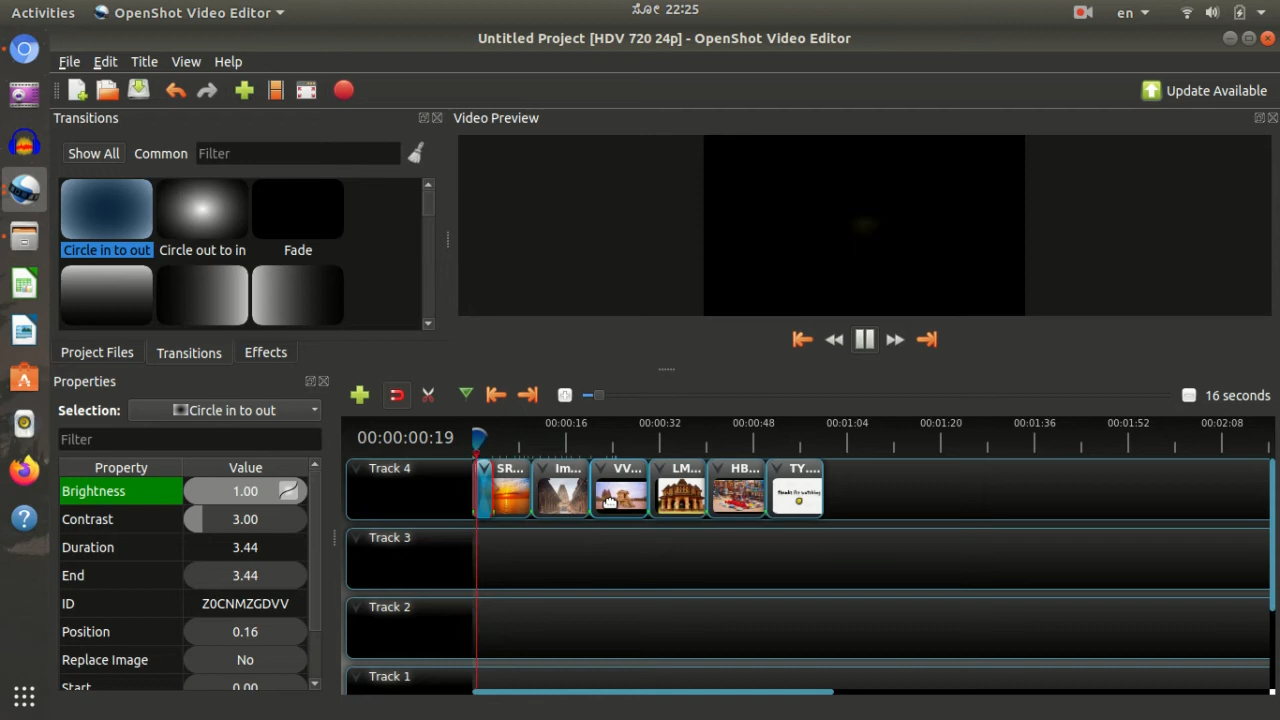 Activities OpenShot Video Editor ಸೋಂ 22:25 en
Untitled Project [HDV 720 24p] - OpenShot Video Editor
File Edit Title View Help
Update Available
Transitions Video Preview
Show All Common Filter
Circle in to out Circle out to in Fade
Project Files Transitions Effects
Properties
Selection: Circle in to out 16 seconds
Filter 00:00:00:19 00:00:16 00:00:32 00:00:48 00:01:04 00:01:20 00:01:36 00:01:52 00:02:08
Property Value Track 4 SR... Im... VV... LM... HB... TY....
Brightness 1.00
Contrast 3.00
Duration 3.44 Track 3
End 3.44
ID Z0CNMZGDVV Track 2
Position 0.16
Replace Image No
Start 0.00 Track 1